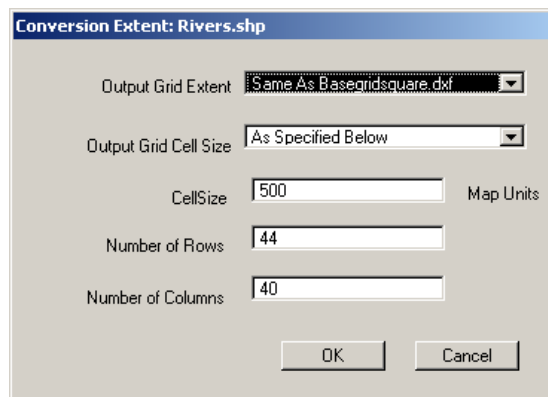 Conversion Extent: Rivers.shp
Output Grid Extent Same As Basegridsquare.dxf
Output Grid Cell Size As Specified Below
CellSize 500 Map Units
Number of Rows 44
Number of Columns 40
OK Cancel